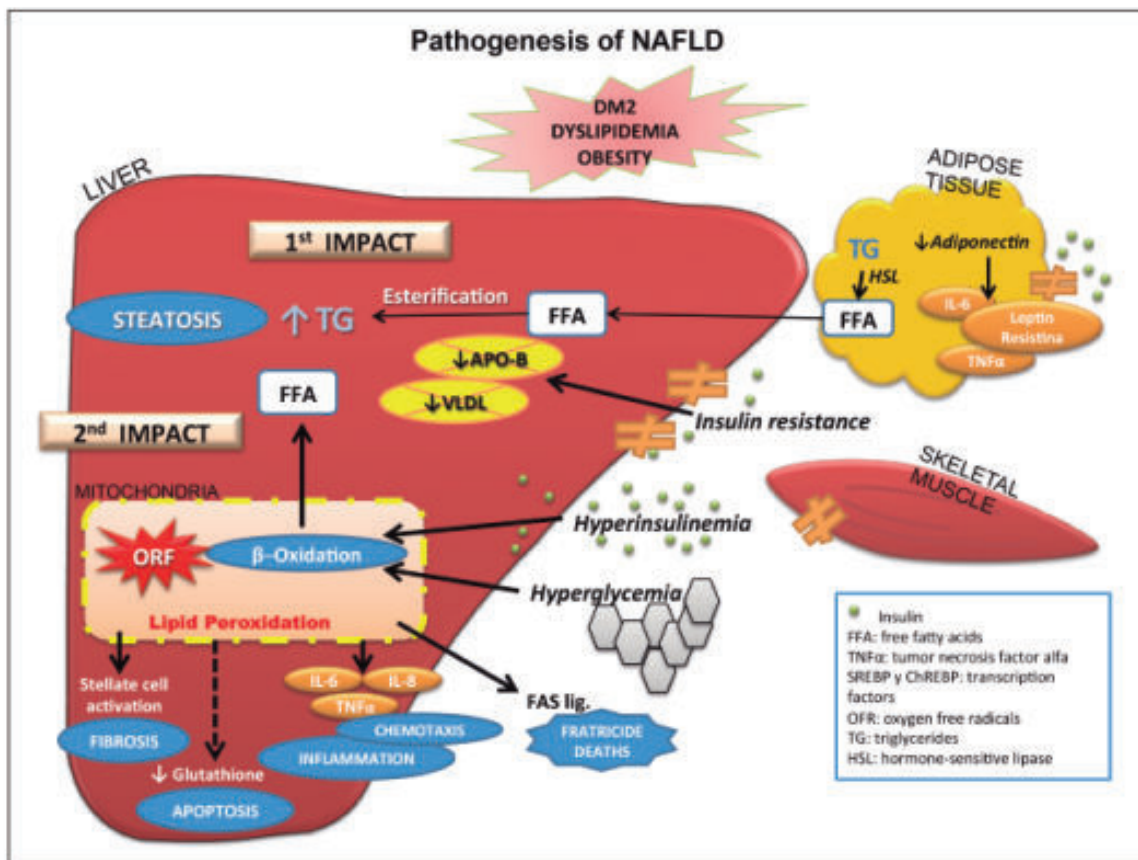 Pathogenesis of NAFLD
DM2
DYSLIPIDEMIA
OBESITY
LIVER
ADIPOSE
TISSUE
1st IMPACT
TG
HSL
FFA
↓Adiponectin
IL-6
Leptin
Resistina
TNFα
STEATOSIS
↑ TG
Esterification
FFA
↓APO-B
↓VLDL
FFA
Insulin resistance
2nd IMPACT
SKELETAL
MUSCLE
MITOCHONDRIA
ORF
β–Oxidation
Lipid Peroxidation
Hyperinsulinemia
Hyperglycemia
Stellate cell
activation
FIBROSIS
↓ Glutathione
APOPTOSIS
IL-6
IL-8
TNFα
CHEMOTAXIS
INFLAMMATION
FAS lig.
FRATRICIDE
DEATHS
Insulin
FFA: free fatty acids
TNFα: tumor necrosis factor alfa
SREBP y ChREBP: transcription
factors
OFR: oxygen free radicals
TG: triglycerides
HSL: hormone-sensitive lipase